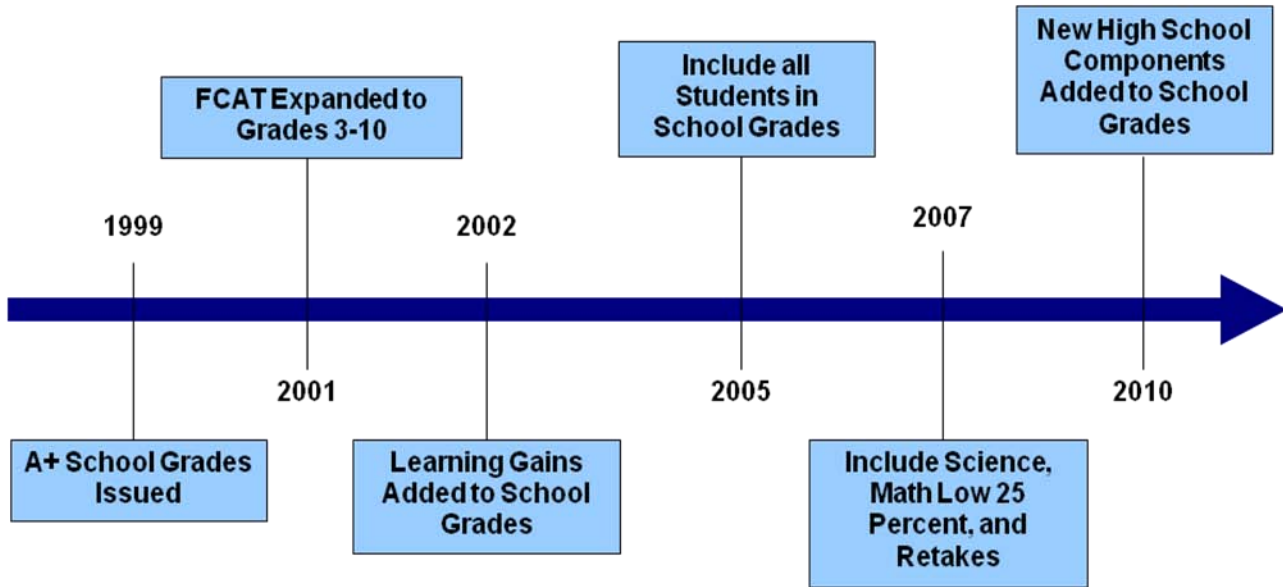 New High School
Components
Added to School
Grades
Include all
Students in
School Grades
FCAT Expanded to
Grades 3-10
1999
2002
2007
2001
2005
2010
A+ School Grades
Issued
Learning Gains
Added to School
Grades
Include Science,
Math Low 25
Percent, and
Retakes